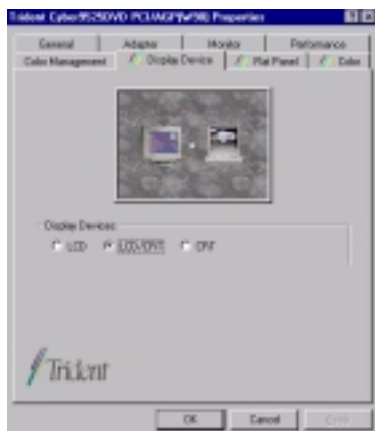 Trident Cyber9525DVD PCI/AGP(W98) Properties
General Adapter Monitor Performance
Color Management Display Device Flat Panel Color
Display Devices:
LCD LCD/CRT CRT
Trident
OK Cancel Apply